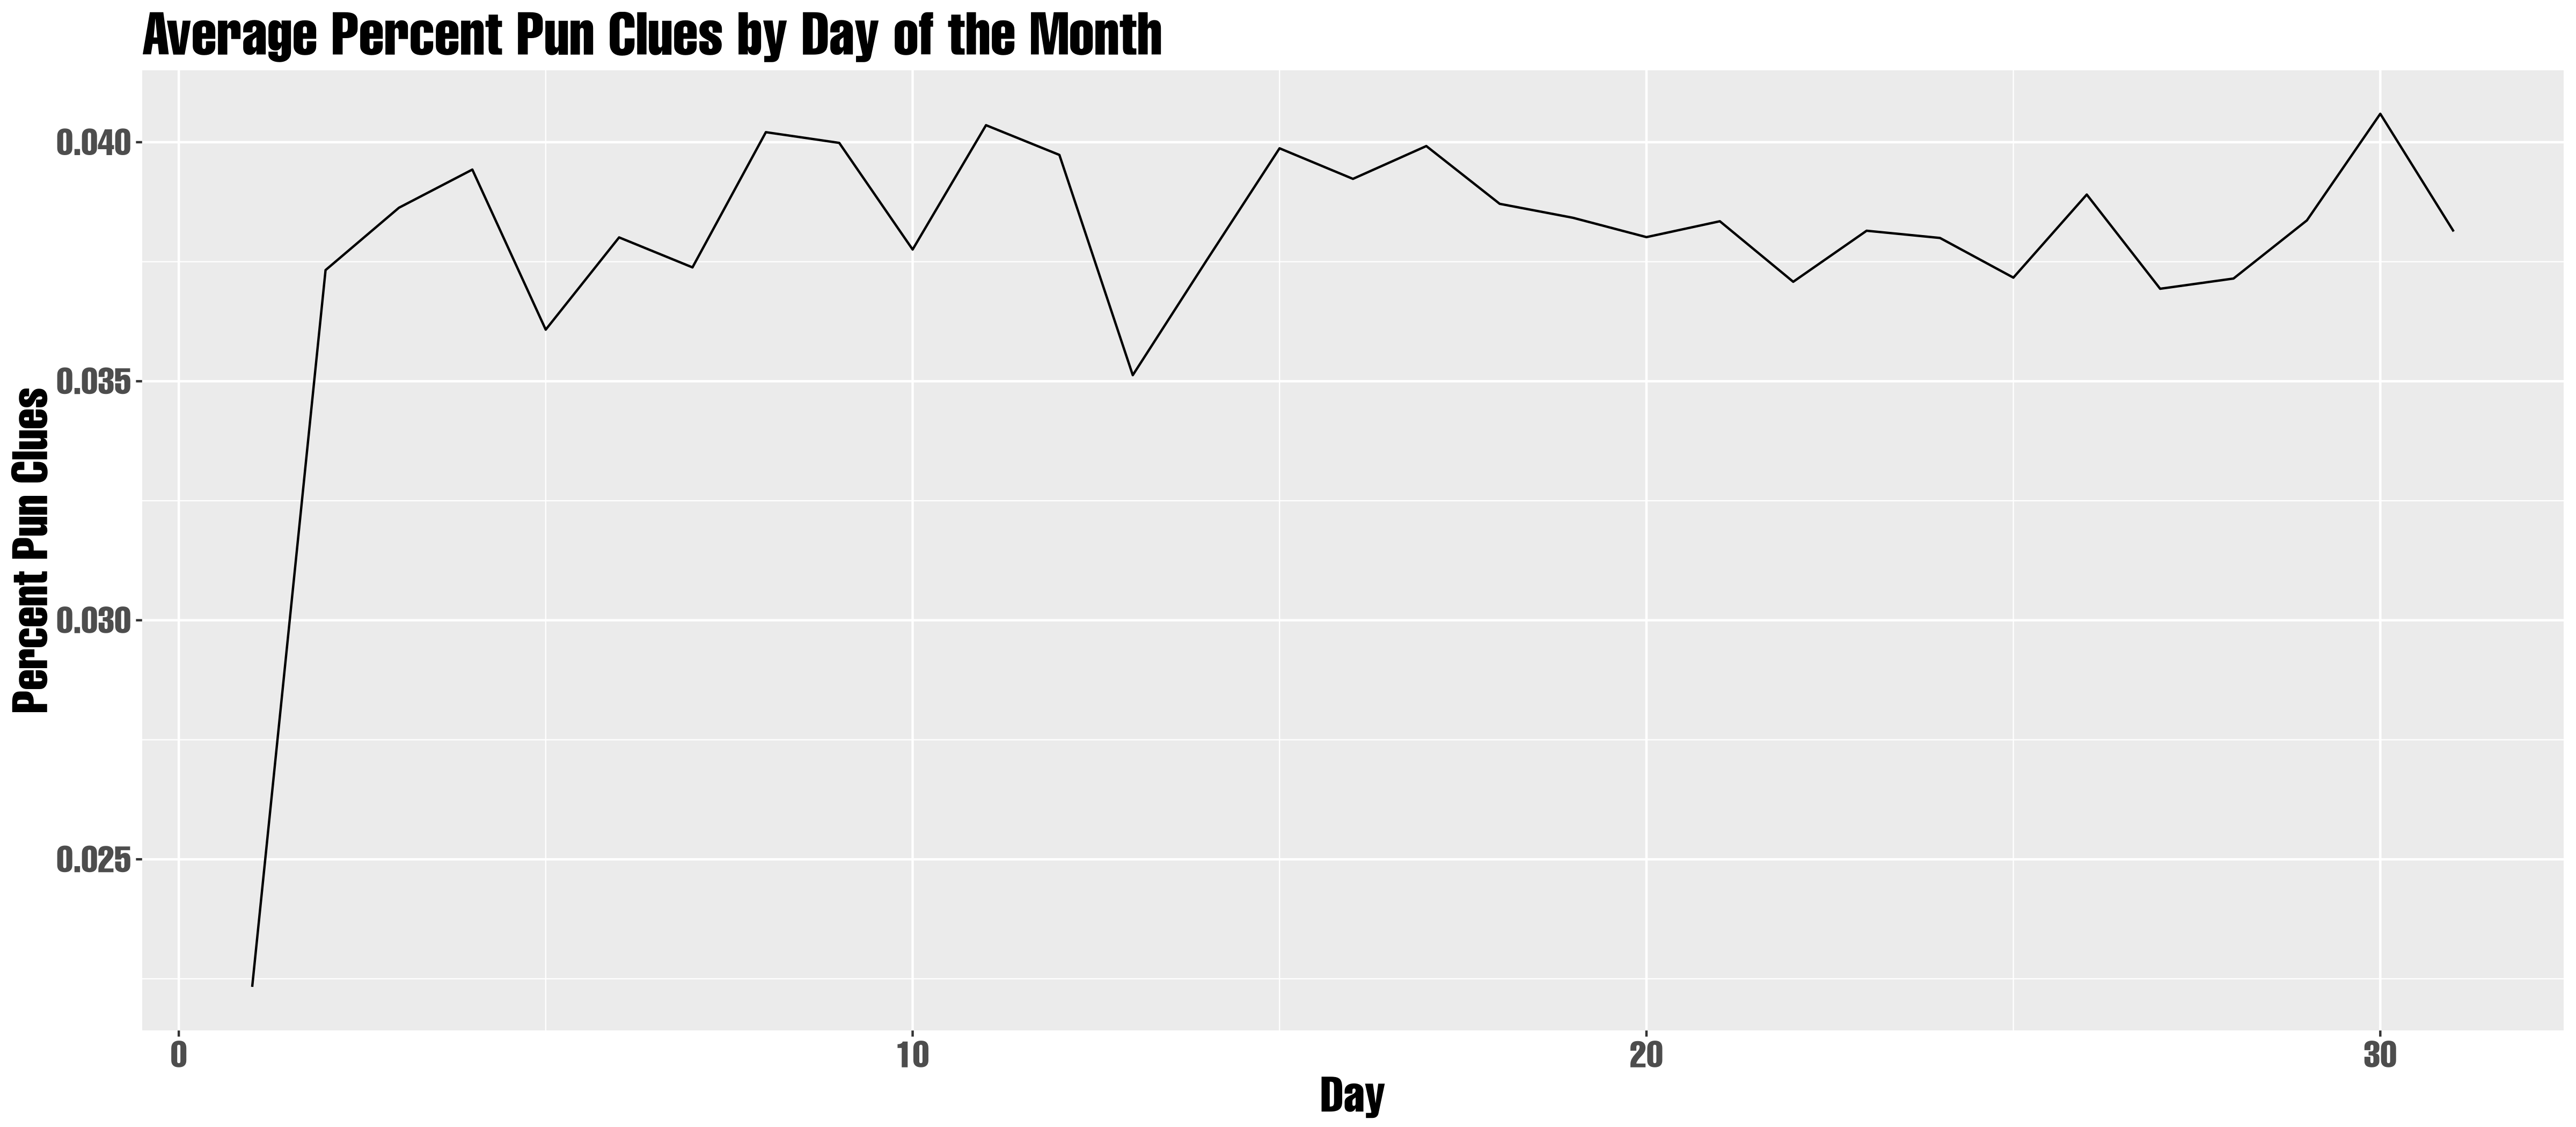 Average Percent Pun Clues by Day of the Month
Percent Pun Clues
0.040
0.035
0.030
0.025
0
10
20
30
Day